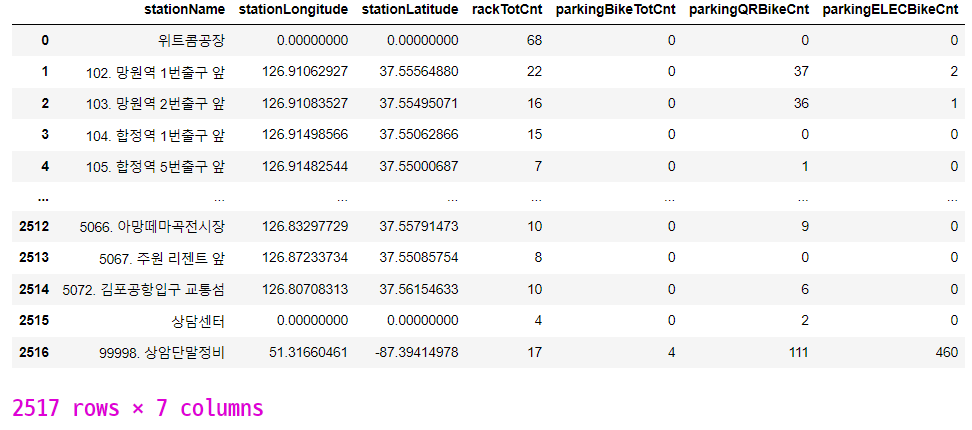 stationName stationLongitude stationLatitude rackTotCnt parkingBikeTotCnt parkingQRBikeCnt parkingELECBikeCnt
0 위트콤공장 0.00000000 0.00000000 68 0 0 0
1 102. 망원역 1번출구 앞 126.91062927 37.55564880 22 0 37 2
2 103. 망원역 2번출구 앞 126.91083527 37.55495071 16 0 36 1
3 104. 합정역 1번출구 앞 126.91498566 37.55062866 15 0 0 0
4 105. 합정역 5번출구 앞 126.91482544 37.55000687 7 0 1 0
... ... ... ... ... ... ... ...
2512 5066. 아망떼마곡전시장 126.83297729 37.55791473 10 0 9 0
2513 5067. 주원 리젠트 앞 126.87233734 37.55085754 8 0 0 0
2514 5072. 김포공항입구 교통섬 126.80708313 37.56154633 10 0 6 0
2515 상담센터 0.00000000 0.00000000 4 0 2 0
2516 99998. 상암단말정비 51.31660461 -87.39414978 17 4 111 460
2517 rows × 7 columns